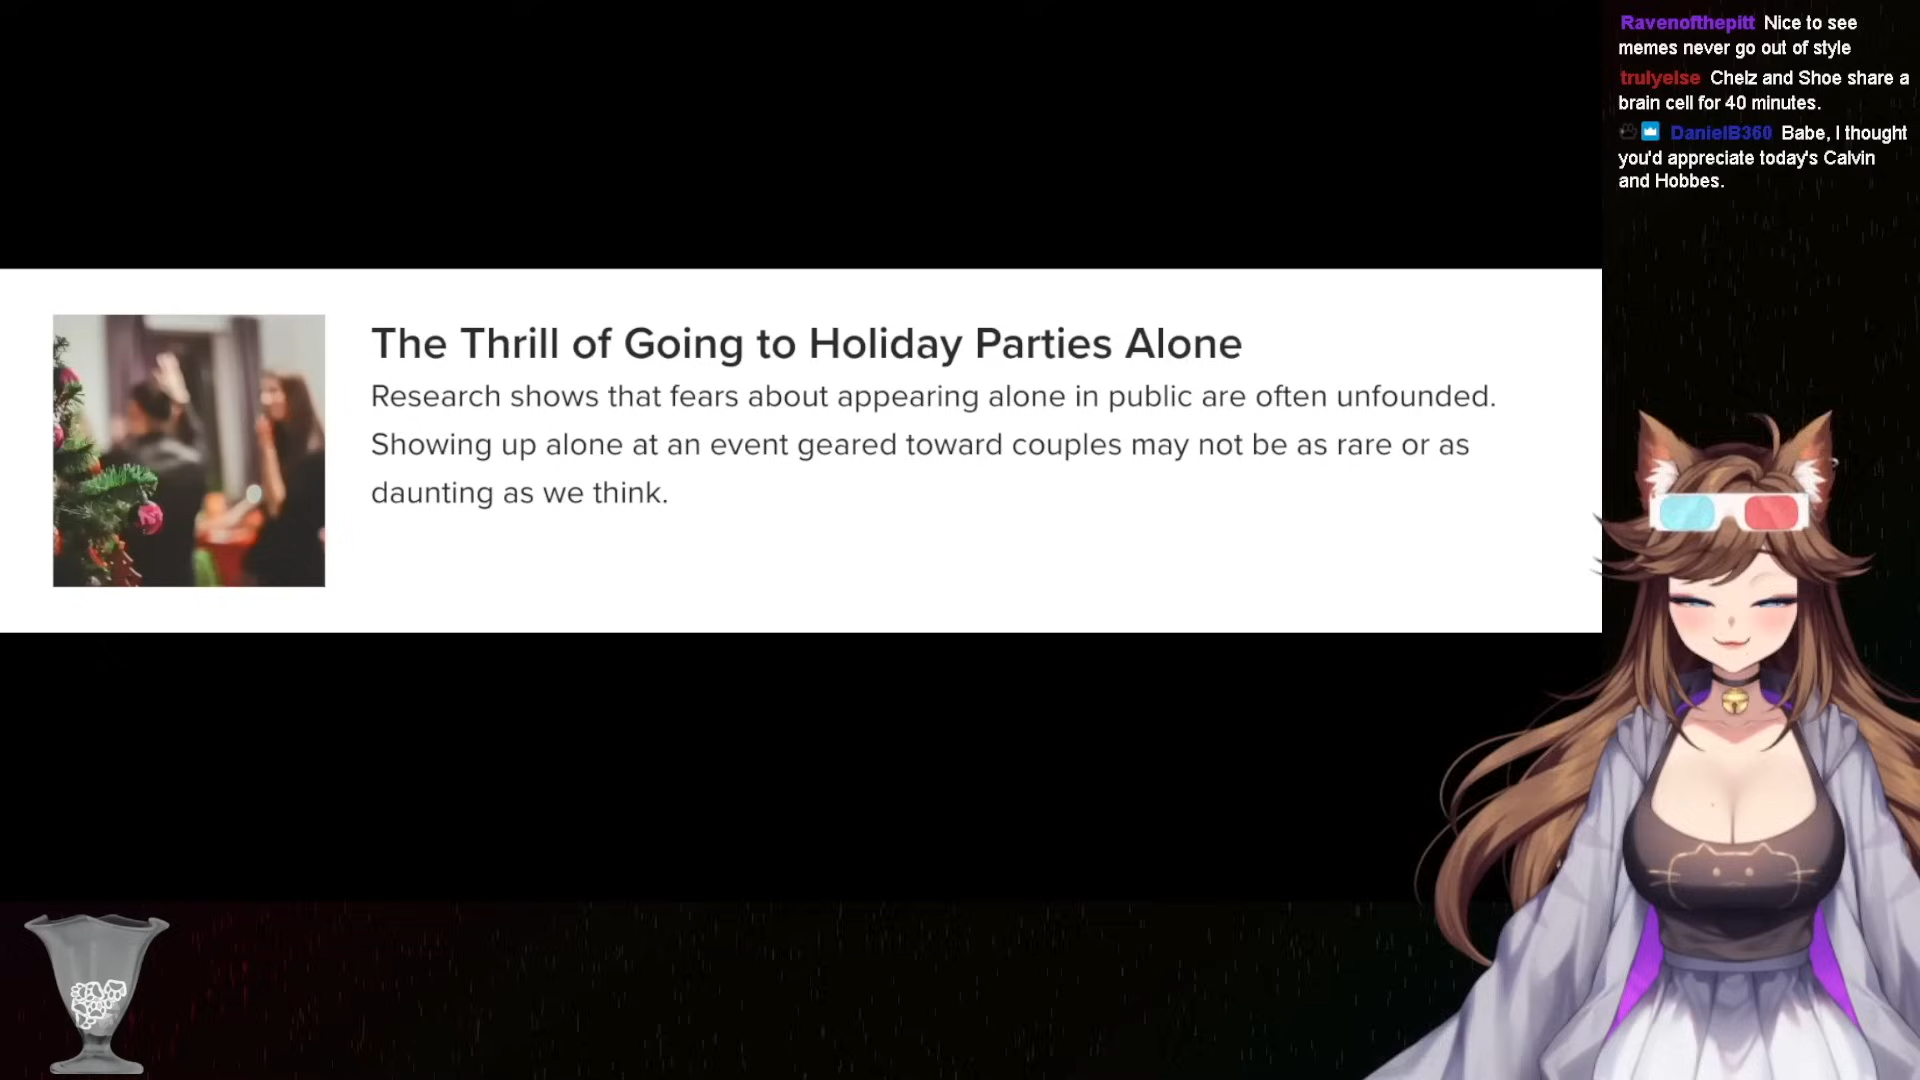 The Thrill of Going to Holiday Parties Alone
Research shows that fears about appearing alone in public are often unfounded.
Showing up alone at an event geared toward couples may not be as rare or as
daunting as we think.
Ravenofthepitt Nice to see
memes never go out of style
trulyelse Chelz and Shoe share a
brain cell for 40 minutes.
DanielB360 Babe, I thought
you'd appreciate today's Calvin
and Hobbes.